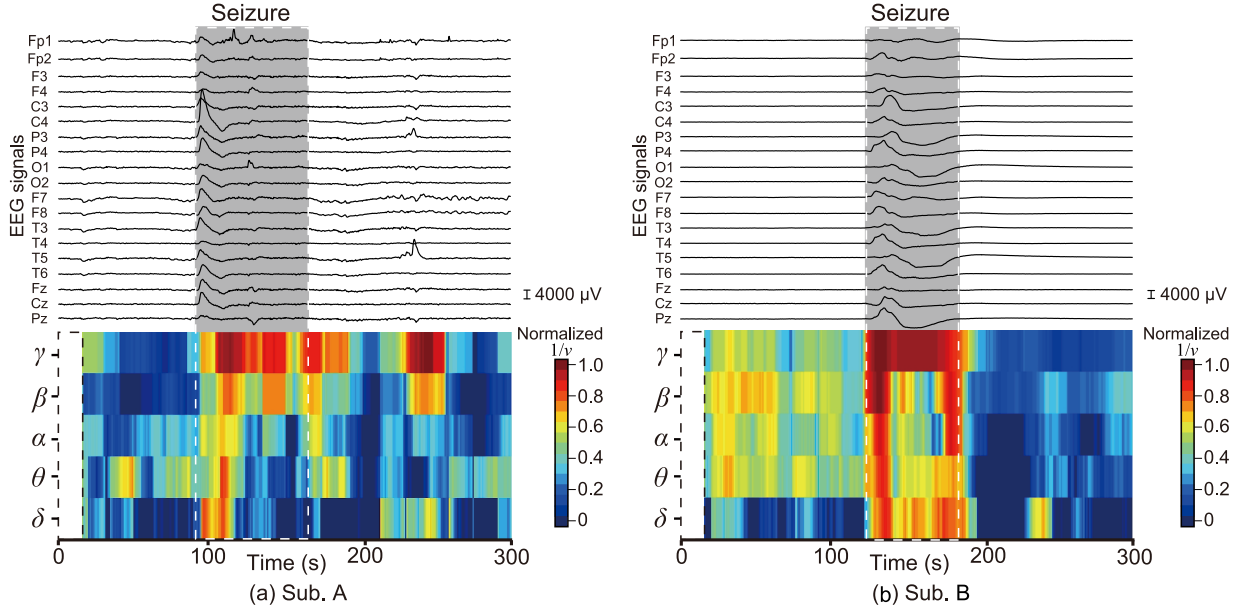 Seizure
EEG signals
Fp1
Fp2
F3
F4
C3
C4
P3
P4
O1
O2
F7
F8
T3
T4
T5
T6
Fz
Cz
Pz
4000 μV
Normalized
1/ν
1.0
0.8
0.6
0.4
0.2
0
γ
β
α
θ
δ
0 100 200 300
Time (s)
(a) Sub. A
Seizure
EEG signals
Fp1
Fp2
F3
F4
C3
C4
P3
P4
O1
O2
F7
F8
T3
T4
T5
T6
Fz
Cz
Pz
4000 μV
Normalized
1/ν
1.0
0.8
0.6
0.4
0.2
0
γ
β
α
θ
δ
0 100 200 300
Time (s)
(b) Sub. B